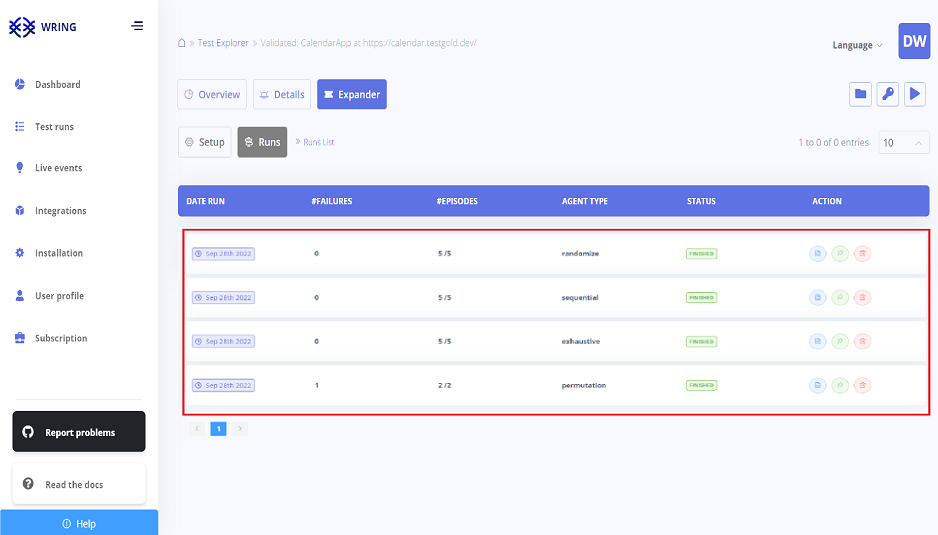 WRING
Dashboard
Test runs
Live events
Integrations
Installation
User profile
Subscription
Report problems
Read the docs
Help
» Test Explorer » Validated: CalendarApp at https://calendar.testgold.dev/
Language
DW
Overview
Details
Expander
Setup
Runs
» Runs List
1 to 0 of 0 entries
10
DATE RUN #FAILURES #EPISODES AGENT TYPE STATUS ACTION
Sep 28th 2022 0 5 /5 randomize FINISHED
Sep 28th 2022 0 5 /5 sequential FINISHED
Sep 28th 2022 0 5 /5 exhaustive FINISHED
Sep 28th 2022 1 2 /2 permutation FINISHED
< 1 >